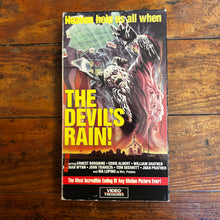 Heaven help us all when
THE
DEVIL'S
RAIN!
Starring ERNEST BORGNINE • EDDIE ALBERT • WILLIAM SHATNER
KEENAN WYNN • JOHN TRAVOLTA • TOM SKERRITT • JOAN PRATHER
and IDA LUPINO as Mrs. Preston
The Most Incredible Ending Of Any Motion Picture Ever!
VIDEO
TREASURES